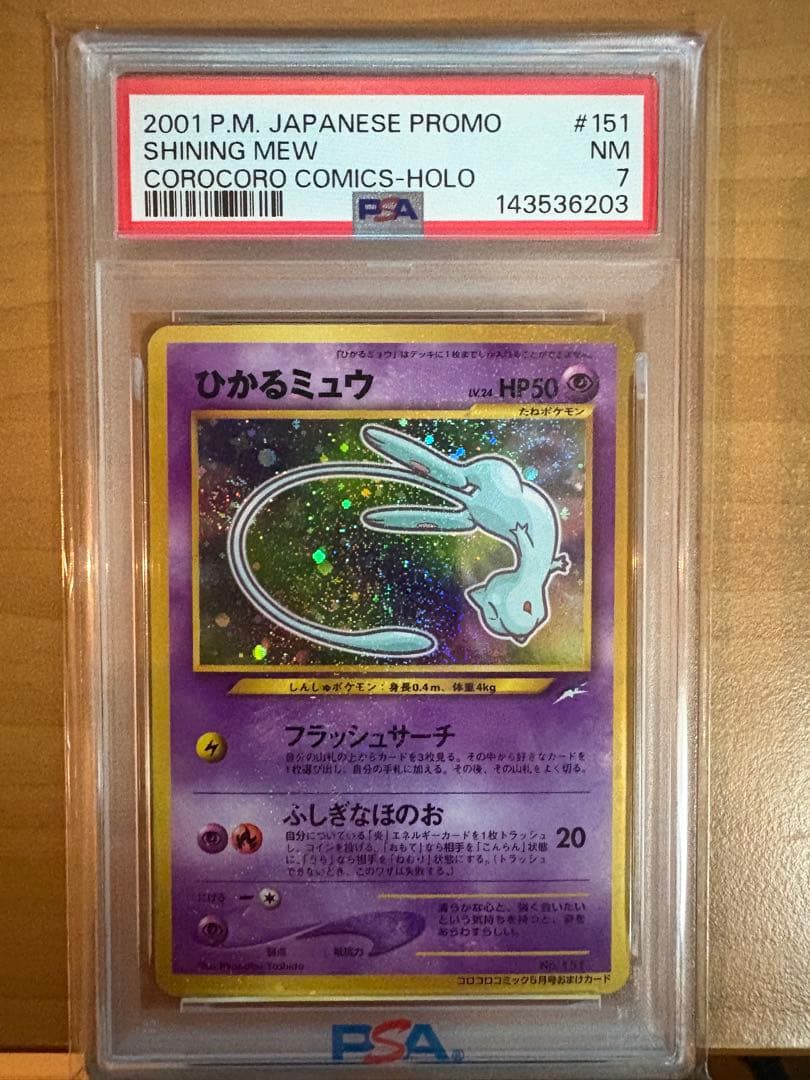 2001 P.M. JAPANESE PROMO #151
SHINING MEW NM
COROCORO COMICS-HOLO 7
PSA 143536203
「ひかるミュウ」はデッキに1枚までしか入れることができません。
ひかるミュウ LV.24 HP50
たねポケモン
しんしゅポケモン:身長0.4m、体重4kg
フラッシュサーチ
自分の山札の上からカードを3枚見る。その中から好きなカードを
1枚選び出し、自分の手札に加える。その後、その山札をよく切る。
ふしぎなほのお
自分についている「炎」エネルギーカードを1枚トラッシュ
し、コインを投げる。「おもて」なら相手を「こんらん」状態
に、「うら」なら相手を「ねむり」状態にする。(トラッシュ
できないとき、このワザは失敗する。)
20
にげる
清らかな心と、強く会いたい
という気持ちを持つと、姿を
あらわすらしい。
弱点 抵抗力
No.151
コロコロコミック5月号おまけカード
PSA